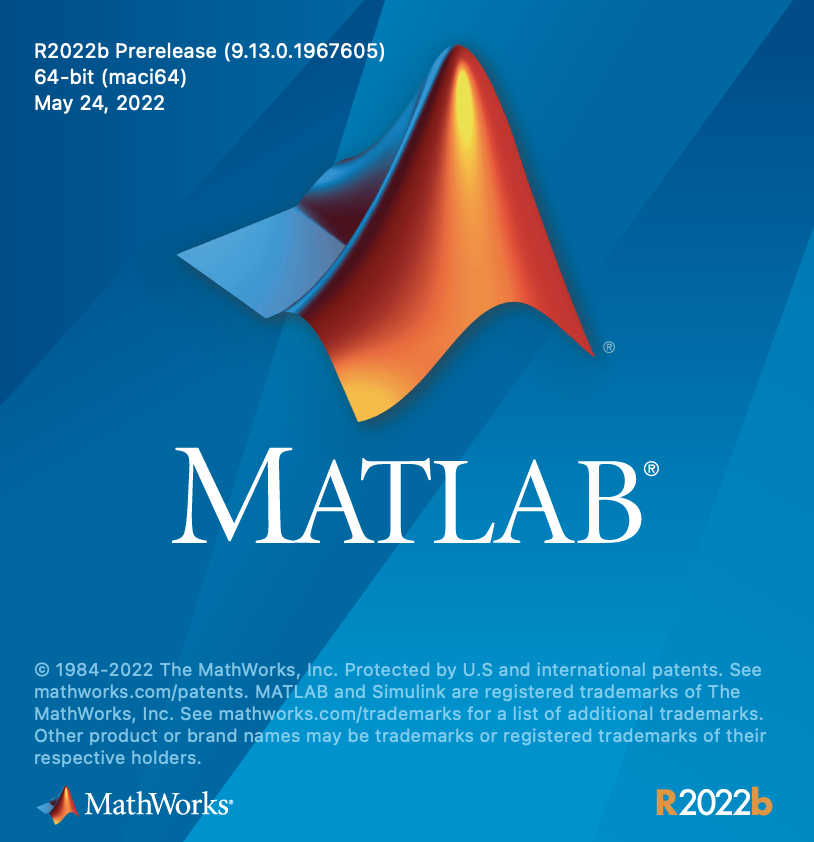 R2022b Prerelease (9.13.0.1967605)
64-bit (maci64)
May 24, 2022
®
MATLAB®
© 1984-2022 The MathWorks, Inc. Protected by U.S and international patents. See
mathworks.com/patents. MATLAB and Simulink are registered trademarks of The
MathWorks, Inc. See mathworks.com/trademarks for a list of additional trademarks.
Other product or brand names may be trademarks or registered trademarks of their
respective holders.
MathWorks®
R2022b